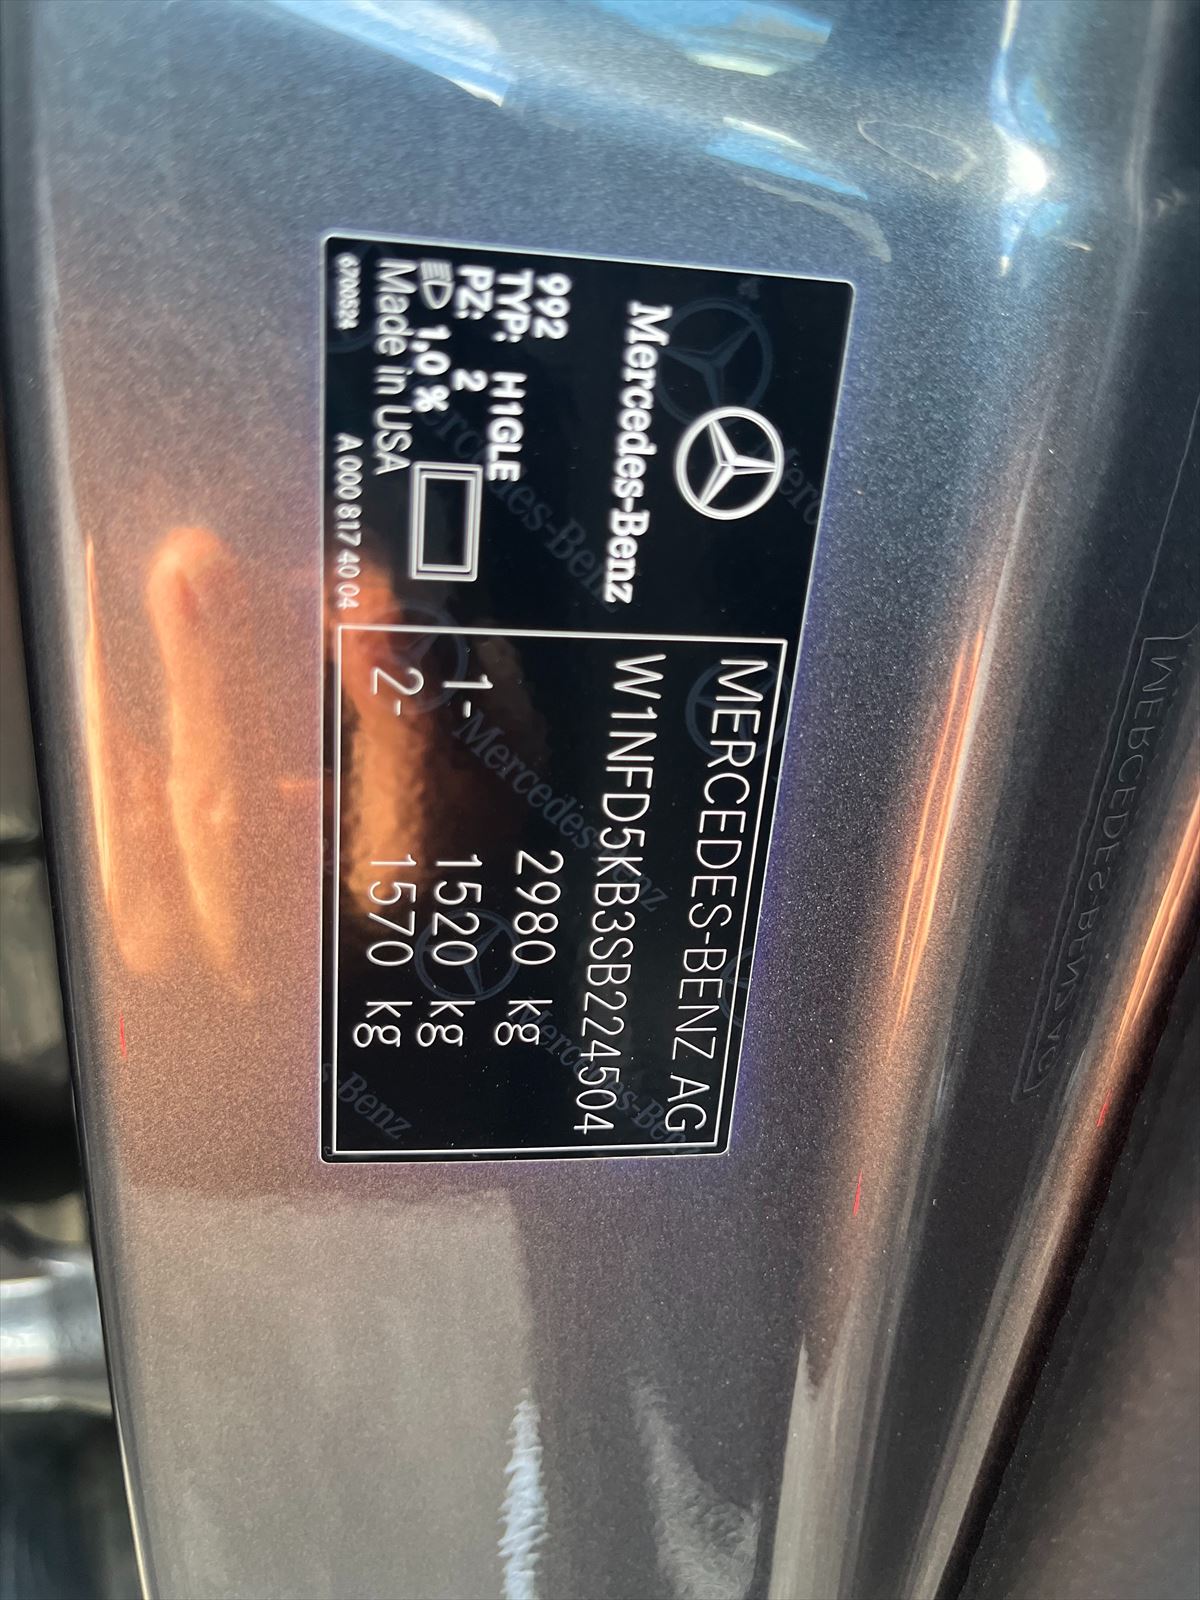 Mercedes-Benz
992
TYP: H1GLE
PZ: 2
1,0 %
Made in USA
6700524 A 000 817 40 04
MERCEDES-BENZ AG
W1NFD5KB3SB224504
2980 kg
1- 1520 kg
2- 1570 kg